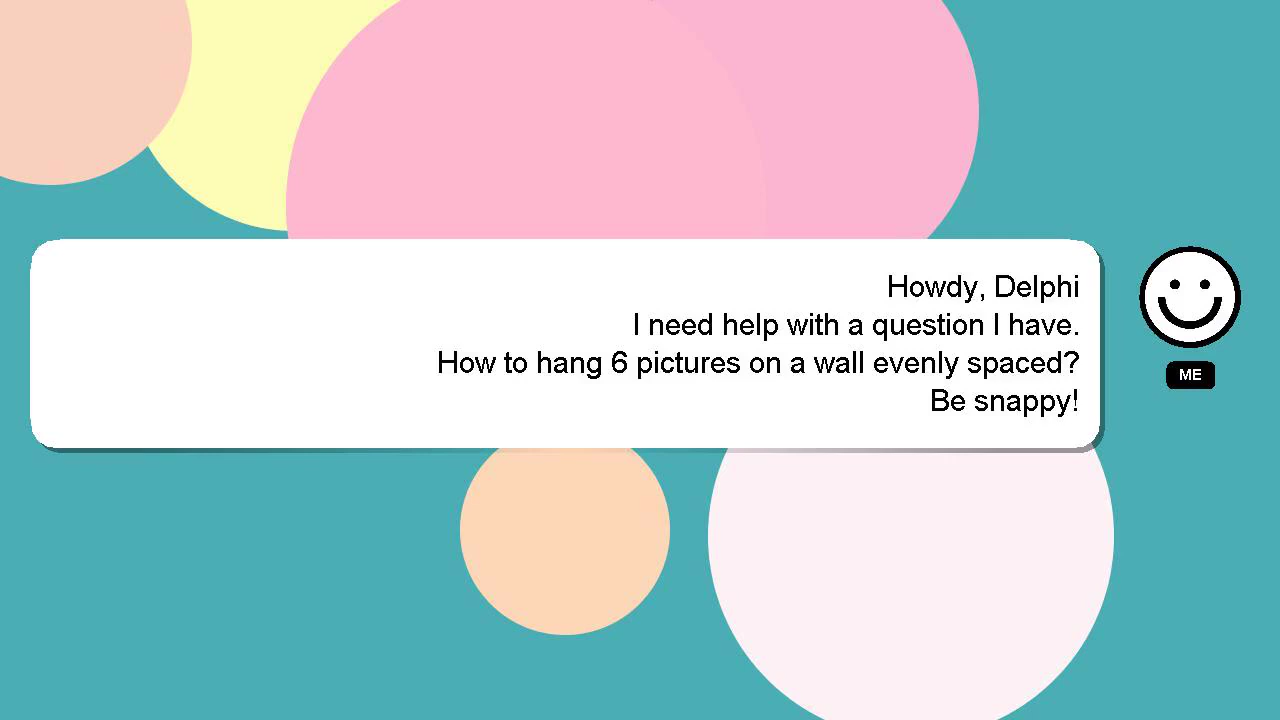 Howdy, Delphi
I need help with a question I have.
How to hang 6 pictures on a wall evenly spaced?
Be snappy!
ME